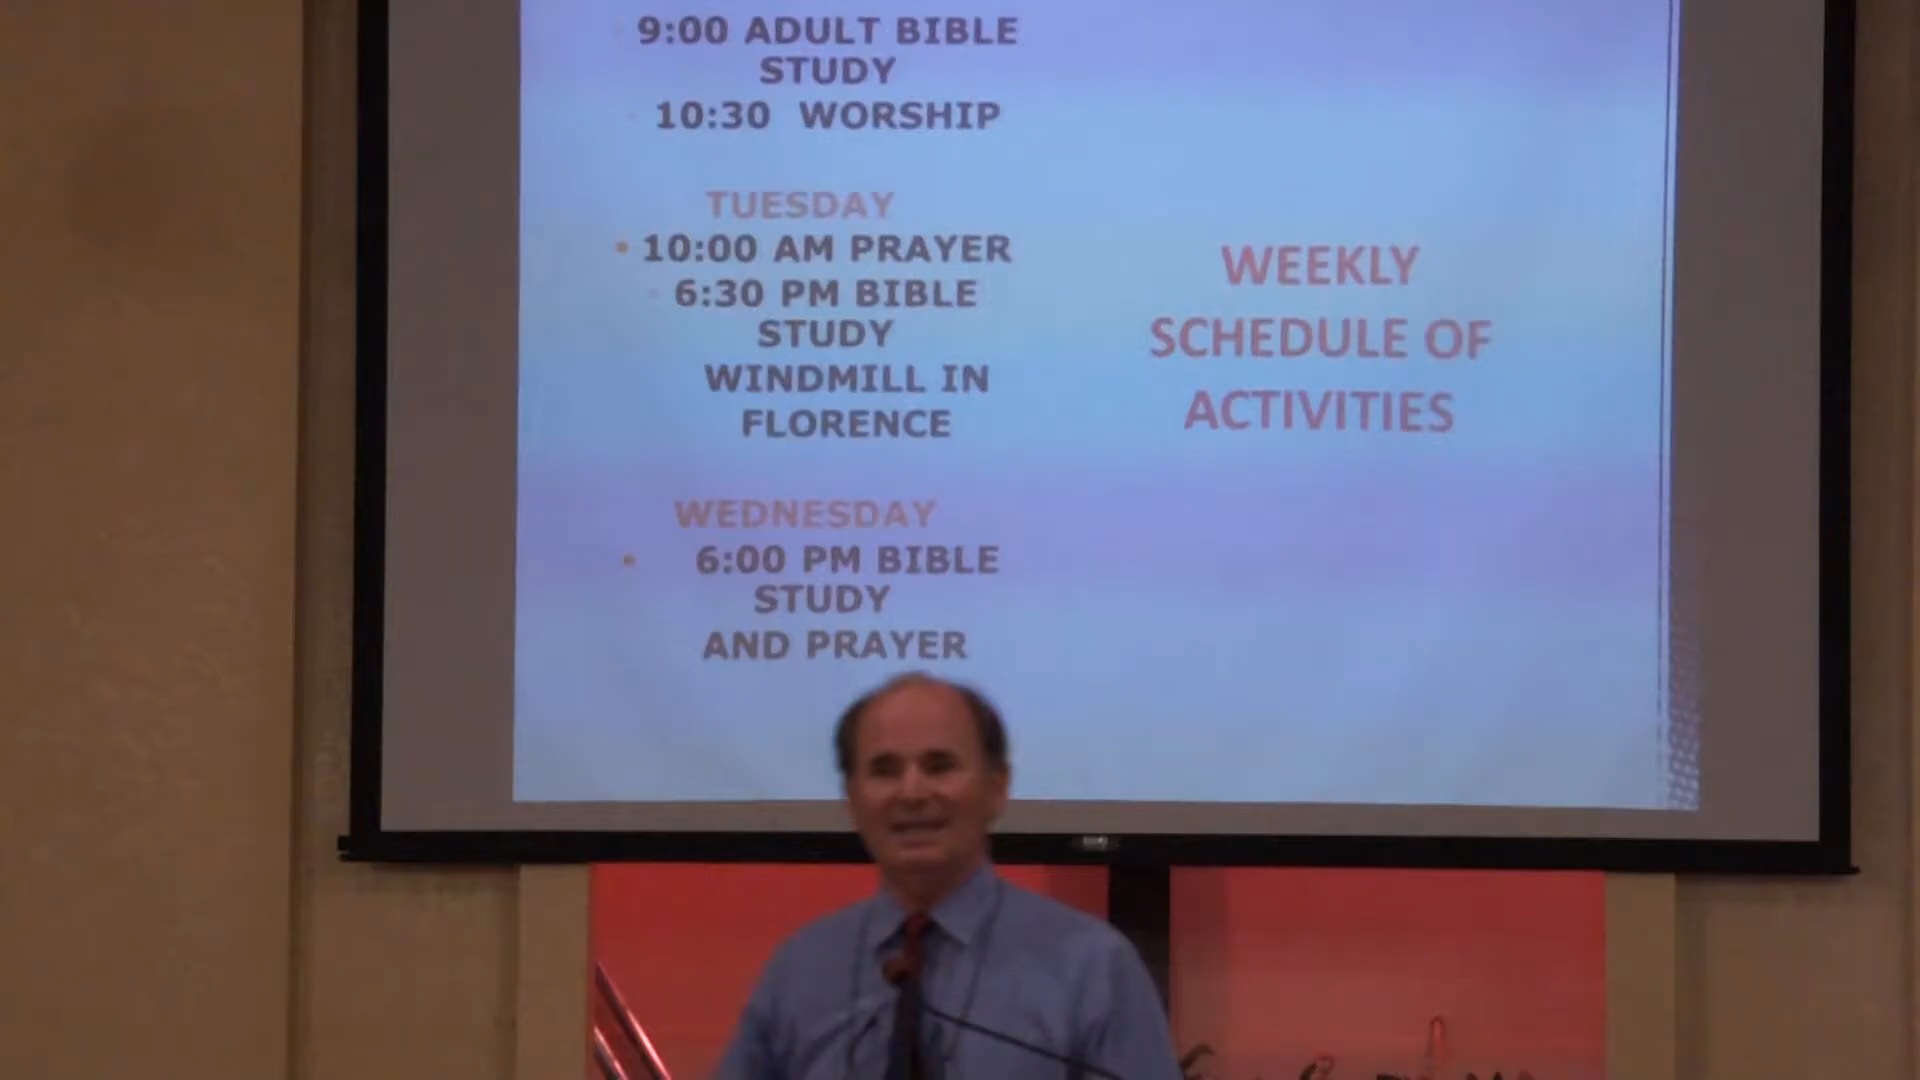 9:00 ADULT BIBLE
STUDY
10:30 WORSHIP
TUESDAY
10:00 AM PRAYER
6:30 PM BIBLE
STUDY
WINDMILL IN
FLORENCE
WEDNESDAY
6:00 PM BIBLE
STUDY
AND PRAYER
WEEKLY
SCHEDULE OF
ACTIVITIES